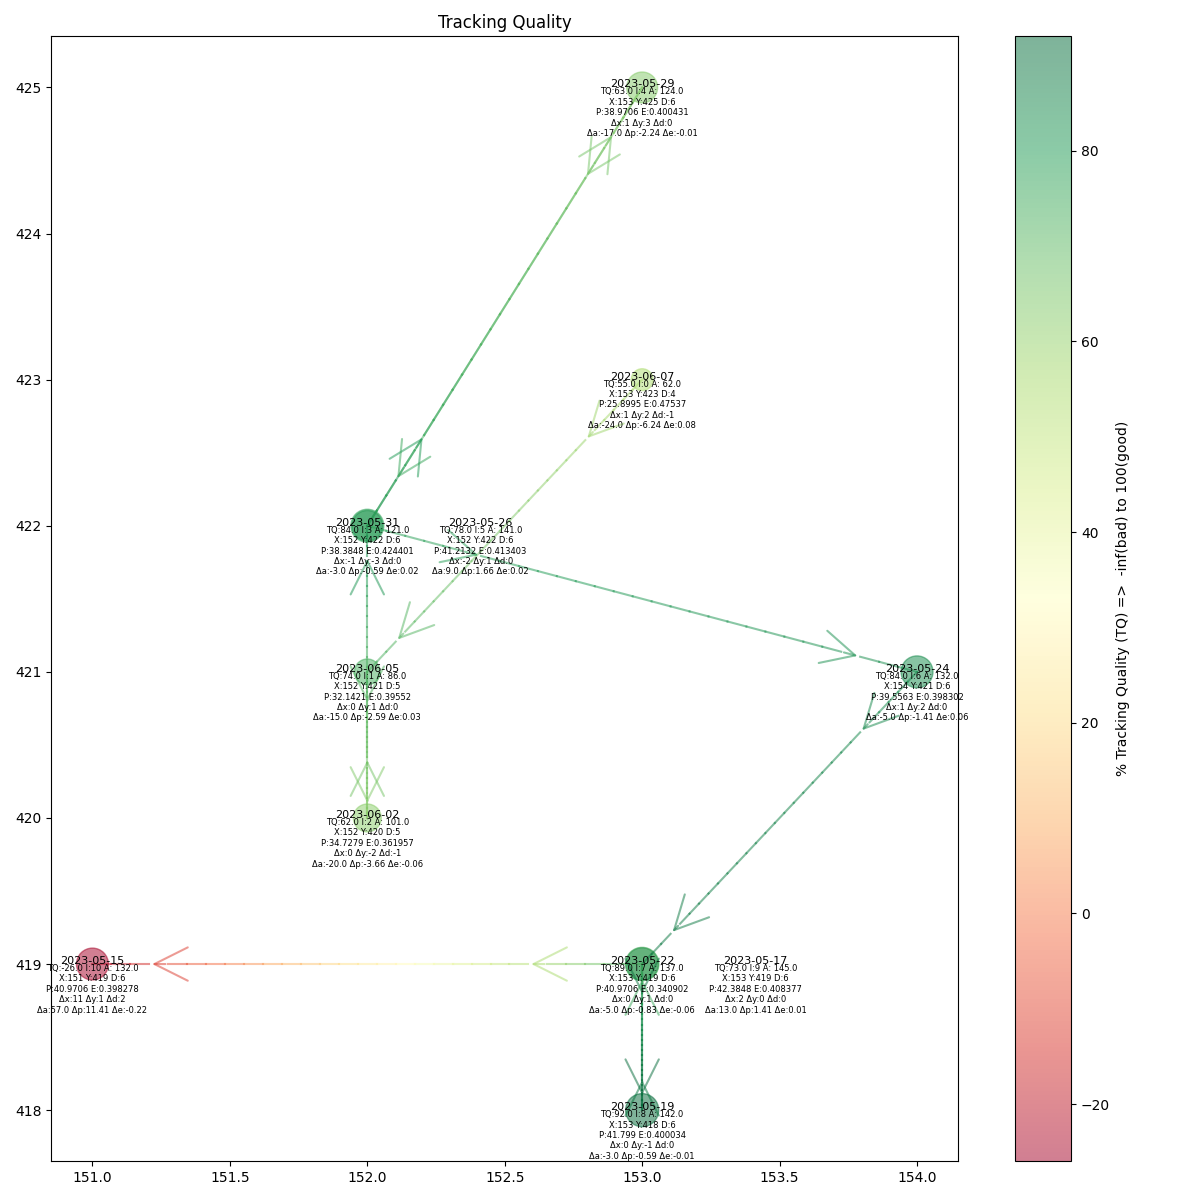 Tracking Quality
425
424
423
422
421
420
419
418
2023-05-29
TQ:63.0 I:4 A: 124.0
X:153 Y:425 D:6
P:38.9706 E:0.400431
Δx:1 Δy:3 Δd:0
Δa:-17.0 Δp:-2.24 Δe:-0.01
2023-06-07
TQ:55.0 I:0 A: 62.0
X:153 Y:423 D:4
P:25.8995 E:0.47537
Δx:1 Δy:2 Δd:-1
Δa:-24.0 Δp:-6.24 Δe:0.08
2023-05-31
TQ:84.0 I:3 A: 121.0
X:152 Y:422 D:6
P:38.3848 E:0.424401
Δx:-1 Δy:-3 Δd:0
Δa:-3.0 Δp:-0.59 Δe:0.02
2023-05-26
TQ:78.0 I:5 A: 141.0
X:152 Y:422 D:6
P:41.2132 E:0.413403
Δx:-2 Δy:1 Δd:0
Δa:9.0 Δp:1.66 Δe:0.02
2023-06-05
TQ:74.0 I:1 A: 86.0
X:152 Y:421 D:5
P:32.1421 E:0.39552
Δx:0 Δy:1 Δd:0
Δa:-15.0 Δp:-2.59 Δe:0.03
2023-05-24
TQ:84.0 I:6 A: 132.0
X:154 Y:421 D:6
P:39.5563 E:0.398302
Δx:1 Δy:2 Δd:0
Δa:-5.0 Δp:-1.41 Δe:0.06
2023-06-02
TQ:62.0 I:2 A: 101.0
X:152 Y:420 D:5
P:34.7279 E:0.361957
Δx:0 Δy:-2 Δd:-1
Δa:-20.0 Δp:-3.66 Δe:-0.06
2023-05-15
TQ:-26.0 I:10 A: 132.0
X:151 Y:419 D:6
P:40.9706 E:0.398278
Δx:11 Δy:1 Δd:2
Δa:57.0 Δp:11.41 Δe:-0.22
2023-05-22
TQ:89.0 I:7 A: 137.0
X:153 Y:419 D:6
P:40.9706 E:0.340902
Δx:0 Δy:1 Δd:0
Δa:-5.0 Δp:-0.83 Δe:-0.06
2023-05-17
TQ:73.0 I:9 A: 145.0
X:153 Y:419 D:6
P:42.3848 E:0.408377
Δx:2 Δy:0 Δd:0
Δa:13.0 Δp:1.41 Δe:0.01
2023-05-19
TQ:92.0 I:8 A: 142.0
X:153 Y:418 D:6
P:41.799 E:0.400034
Δx:0 Δy:-1 Δd:0
Δa:-3.0 Δp:-0.59 Δe:-0.01
151.0
151.5
152.0
152.5
153.0
153.5
154.0
80
60
40
20
0
−20
% Tracking Quality (TQ) => -inf(bad) to 100(good)